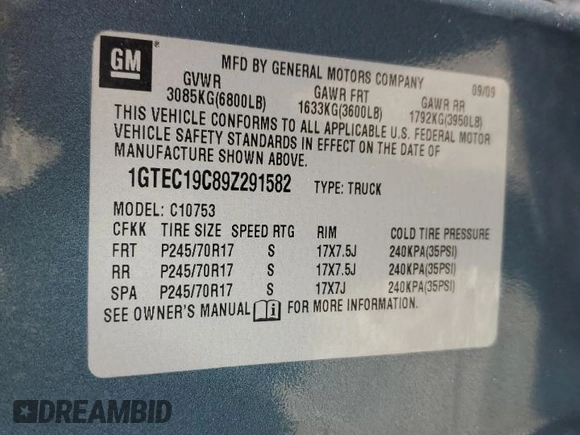 GM ®
MFD BY GENERAL MOTORS COMPANY 09/09
GVWR GAWR FRT GAWR RR
3085KG(6800LB) 1633KG(3600LB) 1792KG(3950LB)
THIS VEHICLE CONFORMS TO ALL APPLICABLE U.S. FEDERAL MOTOR
VEHICLE SAFETY STANDARDS IN EFFECT ON THE DATE OF
MANUFACTURE SHOWN ABOVE.
1GTEC19C89Z291582 TYPE: TRUCK
MODEL: C10753
CFKK TIRE SIZE SPEED RTG RIM COLD TIRE PRESSURE
FRT P245/70R17 S 17X7.5J 240KPA(35PSI)
RR P245/70R17 S 17X7.5J 240KPA(35PSI)
SPA P245/70R17 S 17X7J 240KPA(35PSI)
SEE OWNER'S MANUAL FOR MORE INFORMATION.
DREAMBID